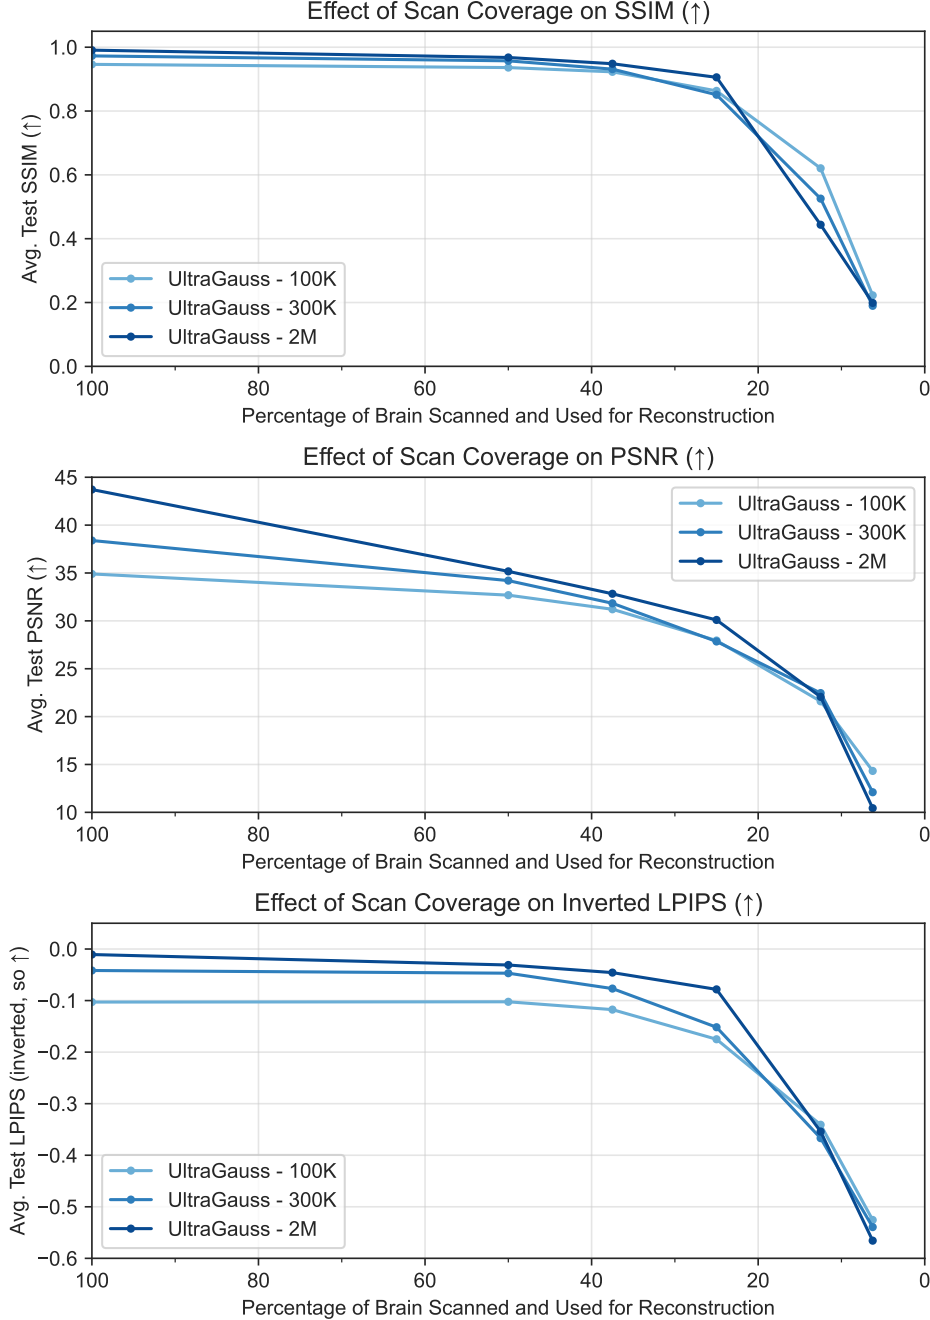 Effect of Scan Coverage on SSIM (↑)
1.0
0.8
0.6
0.4
0.2
0.0
Avg. Test SSIM (↑)
UltraGauss - 100K
UltraGauss - 300K
UltraGauss - 2M
100 80 60 40 20 0
Percentage of Brain Scanned and Used for Reconstruction
Effect of Scan Coverage on PSNR (↑)
45
40
35
30
25
20
15
10
Avg. Test PSNR (↑)
UltraGauss - 100K
UltraGauss - 300K
UltraGauss - 2M
100 80 60 40 20 0
Percentage of Brain Scanned and Used for Reconstruction
Effect of Scan Coverage on Inverted LPIPS (↑)
0.0
−0.1
−0.2
−0.3
−0.4
−0.5
−0.6
Avg. Test LPIPS (inverted, so ↑)
UltraGauss - 100K
UltraGauss - 300K
UltraGauss - 2M
100 80 60 40 20 0
Percentage of Brain Scanned and Used for Reconstruction